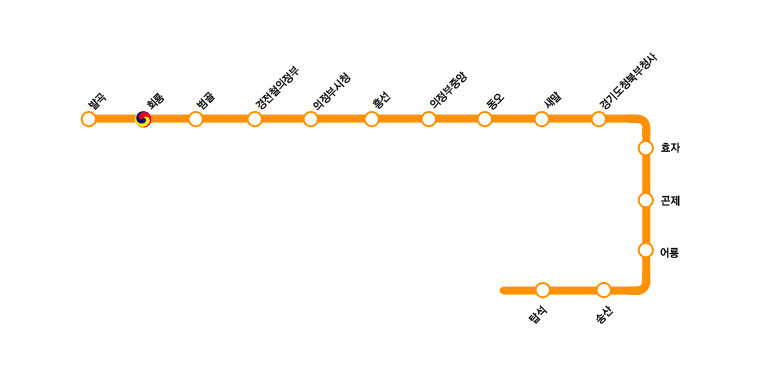 발곡
회룡
범골
경전철의정부
의정부시청
흥선
의정부중앙
동오
새말
경기도청북부청사
효자
곤제
어룡
송산
탑석